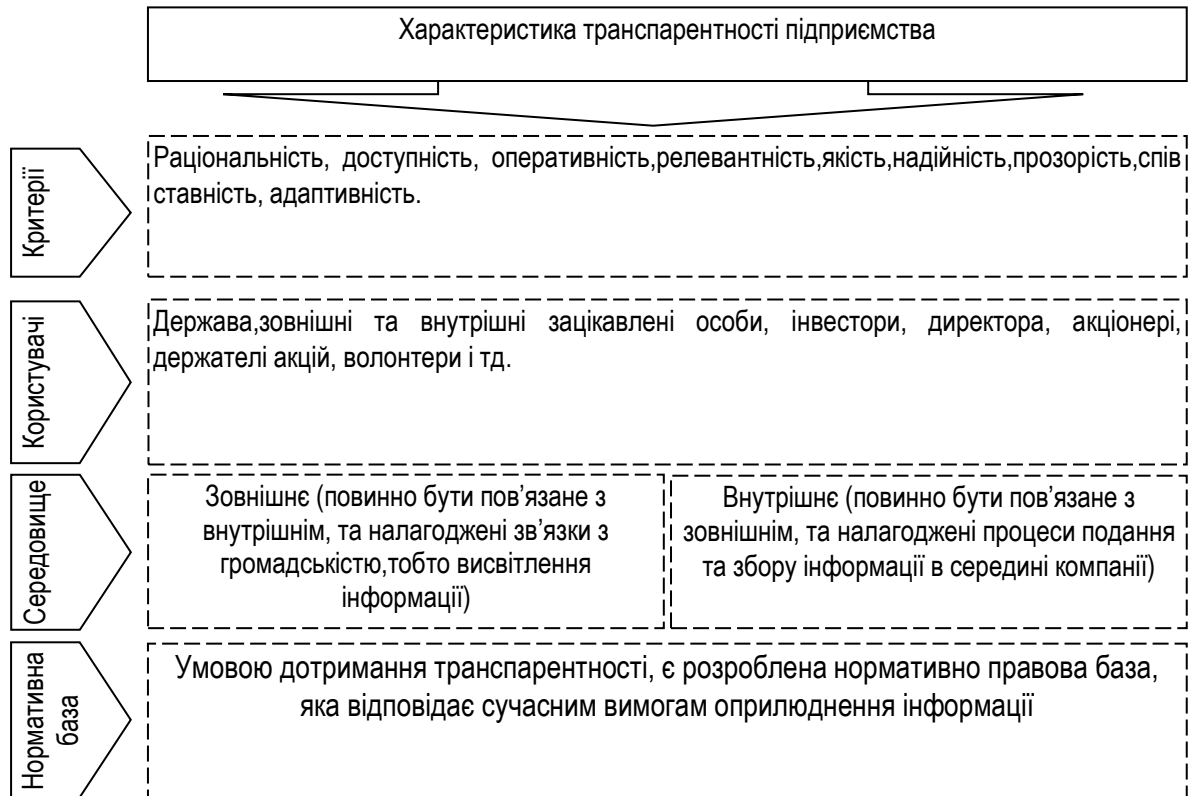 Характеристика транспарентності підприємства
Критерії
Раціональність, доступність, оперативність,релевантність,якість,надійність,прозорість,спів
ставність, адаптивність.
Користувачі
Держава,зовнішні та внутрішні зацікавлені особи, інвестори, директора, акціонері,
держателі акцій, волонтери і тд.
Середовище
Зовнішнє (повинно бути пов’язане з
внутрішнім, та налагоджені зв’язки з
громадськістю,тобто висвітлення
інформації)
Внутрішнє (повинно бути пов’язане з
зовнішнім, та налагоджені процеси подання
та збору інформації в середині компанії)
Нормативна
база
Умовою дотримання транспарентності, є розроблена нормативно правова база,
яка відповідає сучасним вимогам оприлюднення інформації